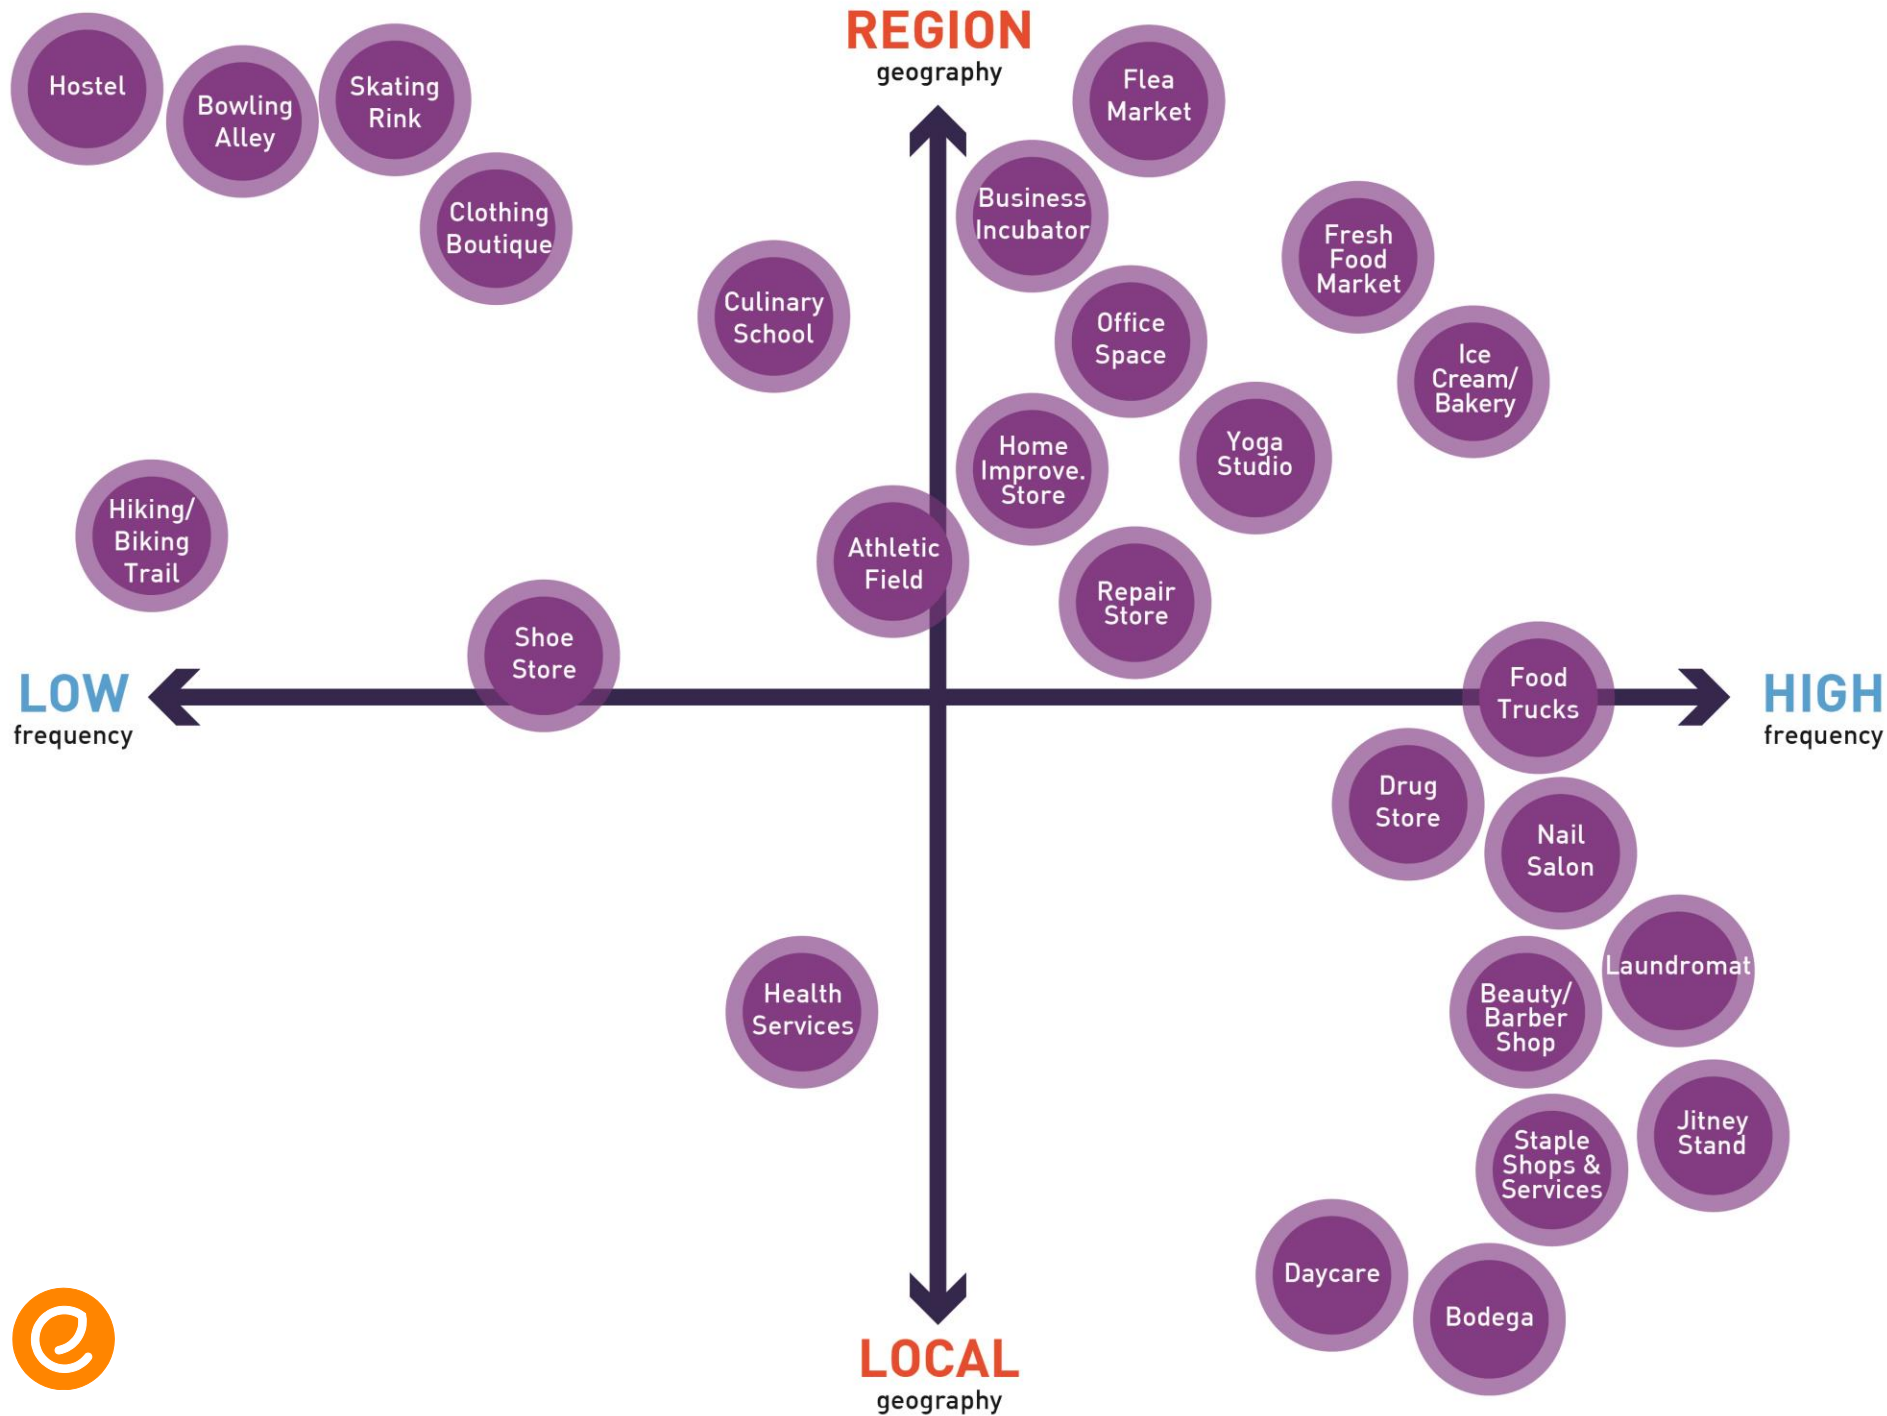 REGION
geography
Hostel
Bowling
Alley
Skating
Rink
Clothing
Boutique
Culinary
School
Flea
Market
Business
Incubator
Fresh
Food
Market
Office
Space
Ice
Cream/
Bakery
Home
Improve.
Store
Yoga
Studio
Hiking/
Biking
Trail
Athletic
Field
Repair
Store
Shoe
Store
LOW
frequency
Food
Trucks
HIGH
frequency
Drug
Store
Nail
Salon
Health
Services
Laundromat
Beauty/
Barber
Shop
Jitney
Stand
Staple
Shops &
Services
Daycare
Bodega
LOCAL
geography
e